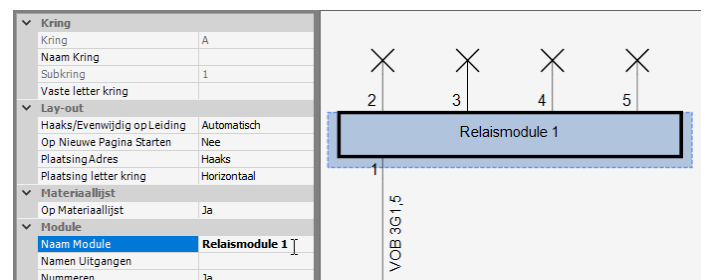 Kring
Kring A
Naam Kring
Subkring 1
Vaste letter kring
Lay-out
Haaks/Evenwijdig op Leiding Automatisch
Op Nieuwe Pagina Starten Nee
Plaatsing Adres Haaks
Plaatsing letter kring Horizontaal
Materiaallijst
Op Materiaallijst Ja
Module
Naam Module Relaismodule 1
Namen Uitgangen
Nummeren Ja
2 3 4 5
Relaismodule 1
1
VOB 3G1,5